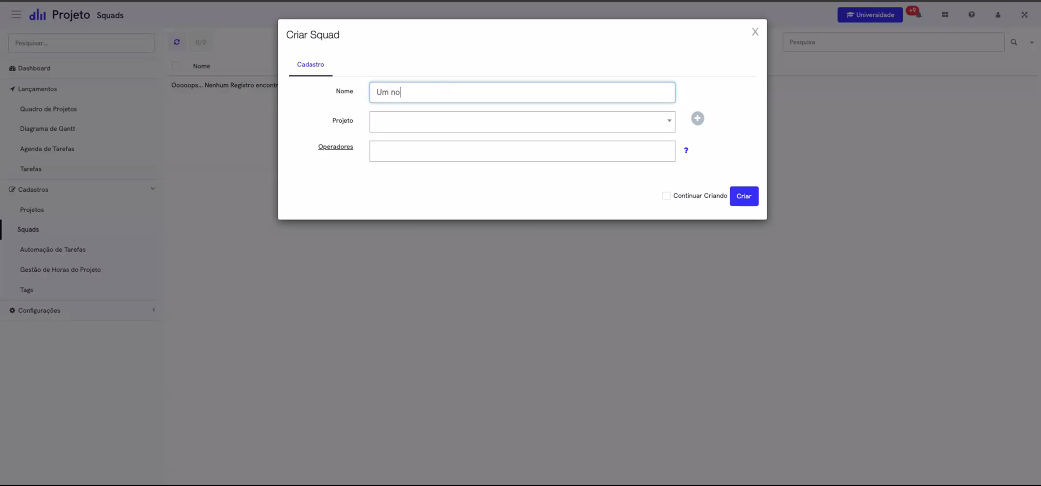 Projeto Squads
Universidade
+9
Pesquisar...
Dashboard
Lançamentos
Quadro de Projetos
Diagrama de Gantt
Agenda de Tarefas
Tarefas
Cadastros
Projetos
Squads
Automação de Tarefas
Gestão de Horas do Projeto
Tags
Configurações
0/0
Pesquisa
Nome
Ooooops... Nenhum Registro encont
Criar Squad
X
Cadastro
Nome
Um no
Projeto
Operadores
?
Continuar Criando
Criar